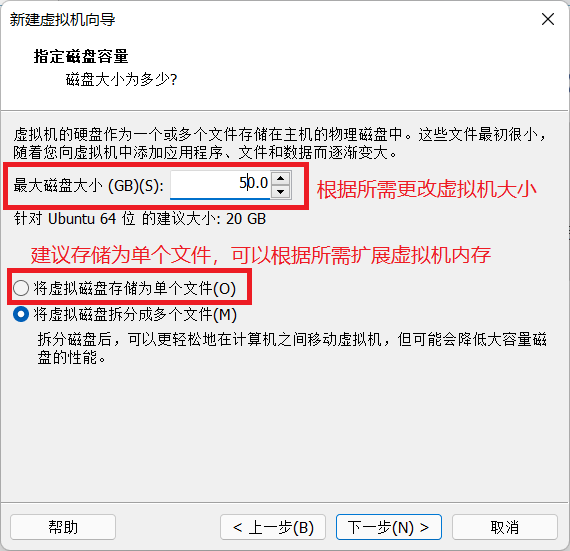 新建虚拟机向导
指定磁盘容量
磁盘大小为多少?
虚拟机的硬盘作为一个或多个文件存储在主机的物理磁盘中。这些文件最初很小，
随着您向虚拟机中添加应用程序、文件和数据而逐渐变大。
最大磁盘大小 (GB)(S): 50.0 根据所需更改虚拟机大小
针对 Ubuntu 64 位 的建议大小: 20 GB
建议存储为单个文件，可以根据所需扩展虚拟机内存
将虚拟磁盘存储为单个文件(O)
将虚拟磁盘拆分成多个文件(M)
拆分磁盘后，可以更轻松地在计算机之间移动虚拟机，但可能会降低大容量磁
盘的性能。
帮助 < 上一步(B) 下一步(N) > 取消